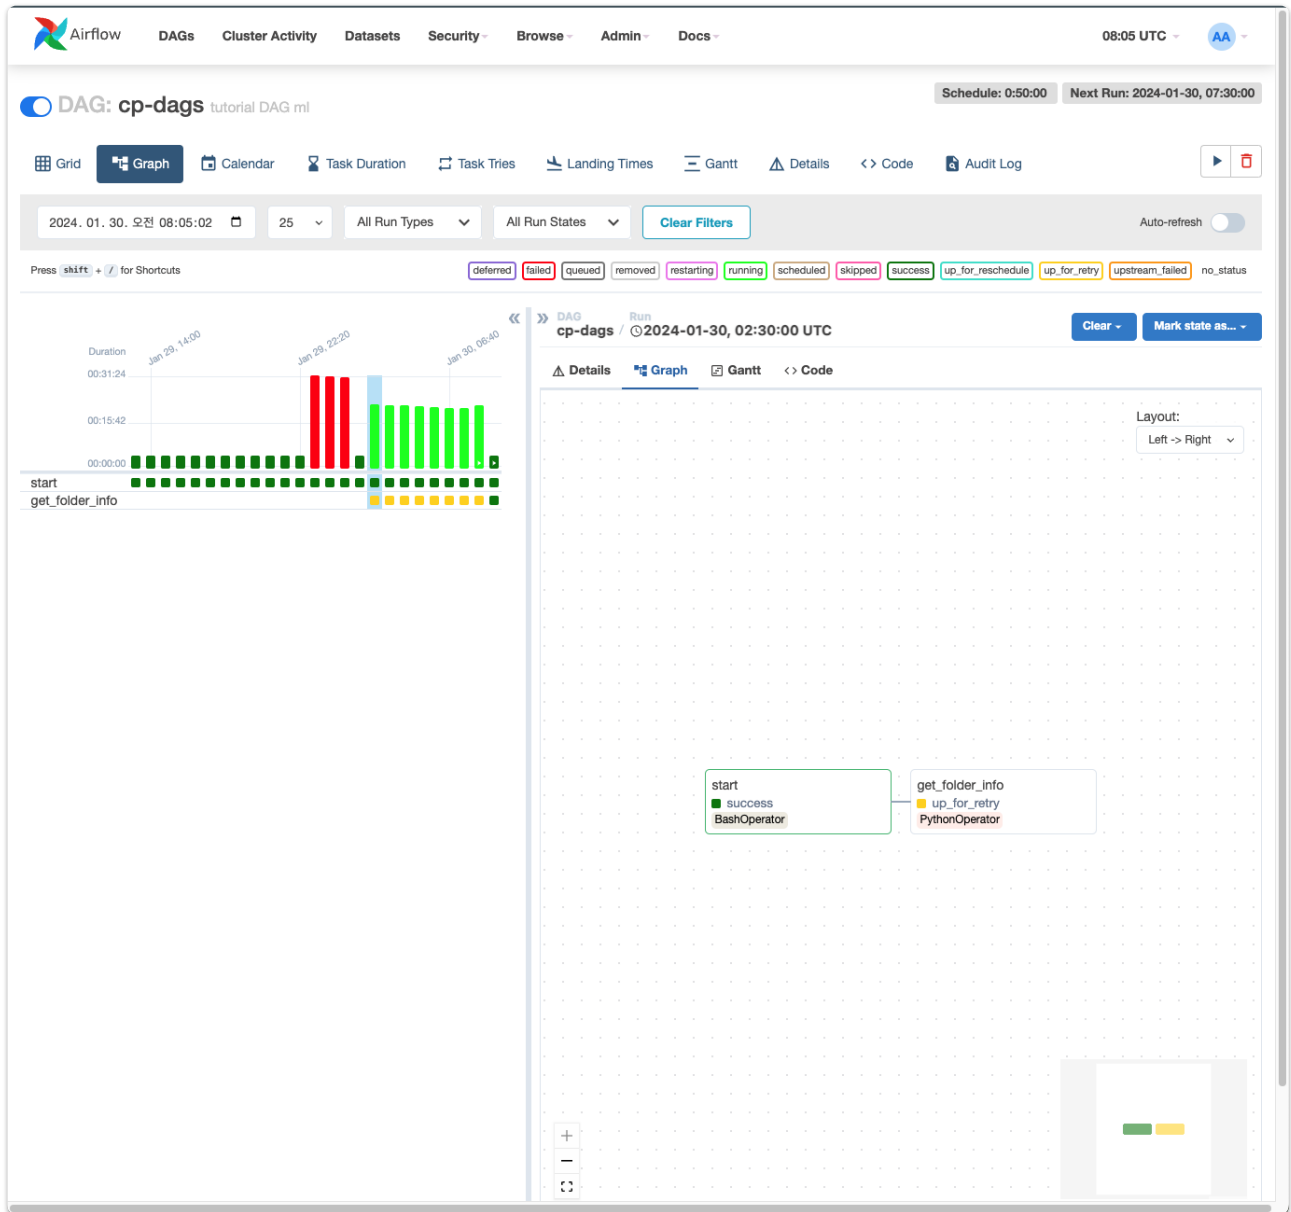 Airflow DAGs Cluster Activity Datasets Security Browse Admin Docs 08:05 UTC AA
Schedule: 0:50:00 Next Run: 2024-01-30, 07:30:00
DAG: cp-dags tutorial DAG ml
Grid Graph Calendar Task Duration Task Tries Landing Times Gantt Details <> Code Audit Log
2024. 01. 30. 오전 08:05:02 25 All Run Types All Run States Clear Filters Auto-refresh
Press shift + / for Shortcuts deferred failed queued removed restarting running scheduled skipped success up_for_reschedule up_for_retry upstream_failed no_status
DAG Run
cp-dags / 2024-01-30, 02:30:00 UTC Clear Mark state as...
Jan 29, 14:00 Jan 29, 22:20 Jan 30, 06:40
Duration
00:31:24
00:15:42
00:00:00
start
get_folder_info
Details Graph Gantt <> Code
Layout:
Left -> Right
start
success
BashOperator
get_folder_info
up_for_retry
PythonOperator